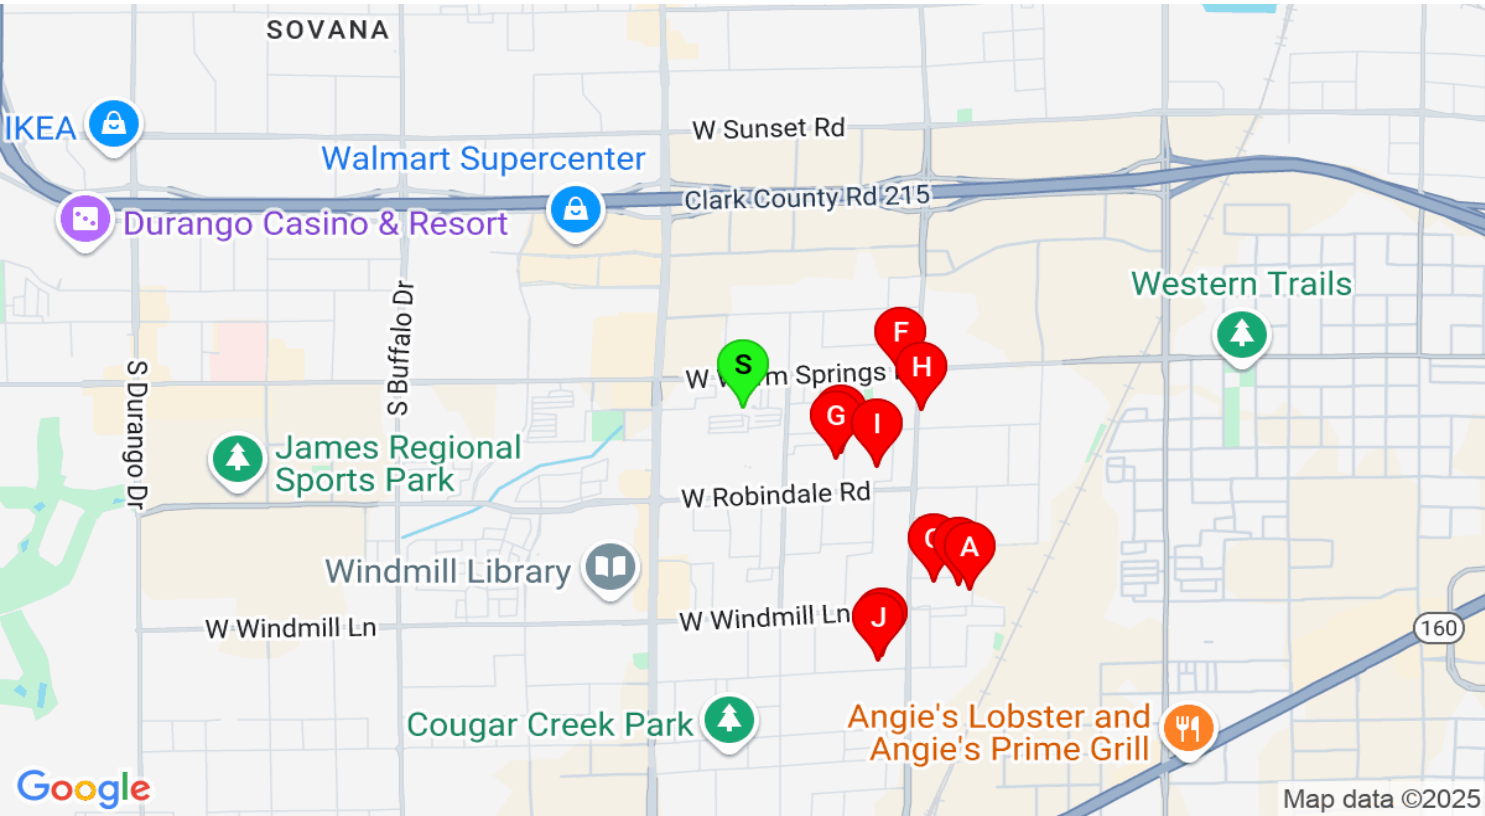 SOVANA
IKEA
W Sunset Rd
Walmart Supercenter
Clark County Rd 215
Durango Casino & Resort
Western Trails
S Buffalo Dr
S Durango Dr
F
S
H
W Springs
G
I
James Regional
Sports Park
W Robindale Rd
A
Windmill Library
W Windmill Ln
W Windmill Ln
J
160
Cougar Creek Park
Angie's Lobster and
Angie's Prime Grill
Google
Map data ©2025